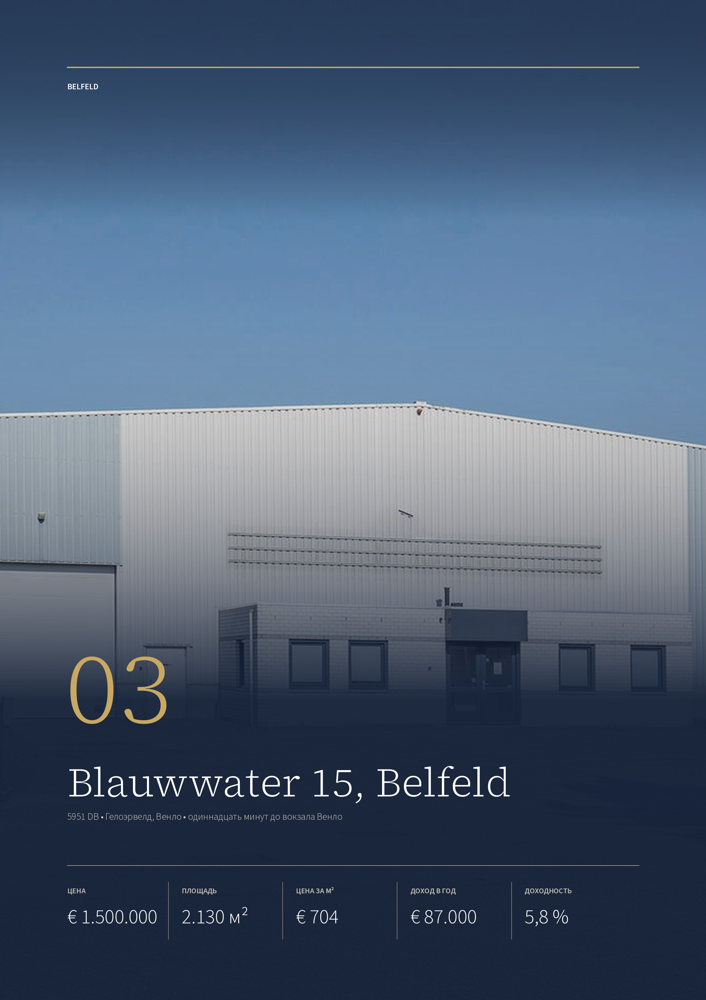 BELFELD
03
Blauwwater 15, Belfeld
5951 DB • Гелоэрвелд, Венло • одиннадцать минут до вокзала Венло
ЦЕНА
€ 1.500.000
ПЛОЩАДЬ
2.130 м²
ЦЕНА ЗА М²
€ 704
ДОХОД В ГОД
€ 87.000
ДОХОДНОСТЬ
5,8 %